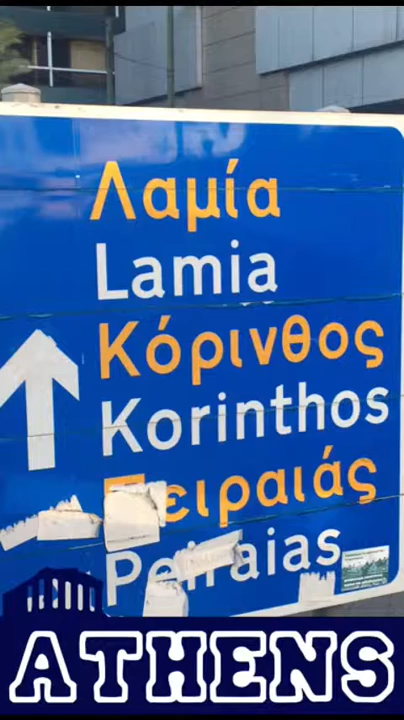 Λαμία
Lamia
Κόρινθος
Korinthos
Πειραιάς
Peiraias
ATHENS